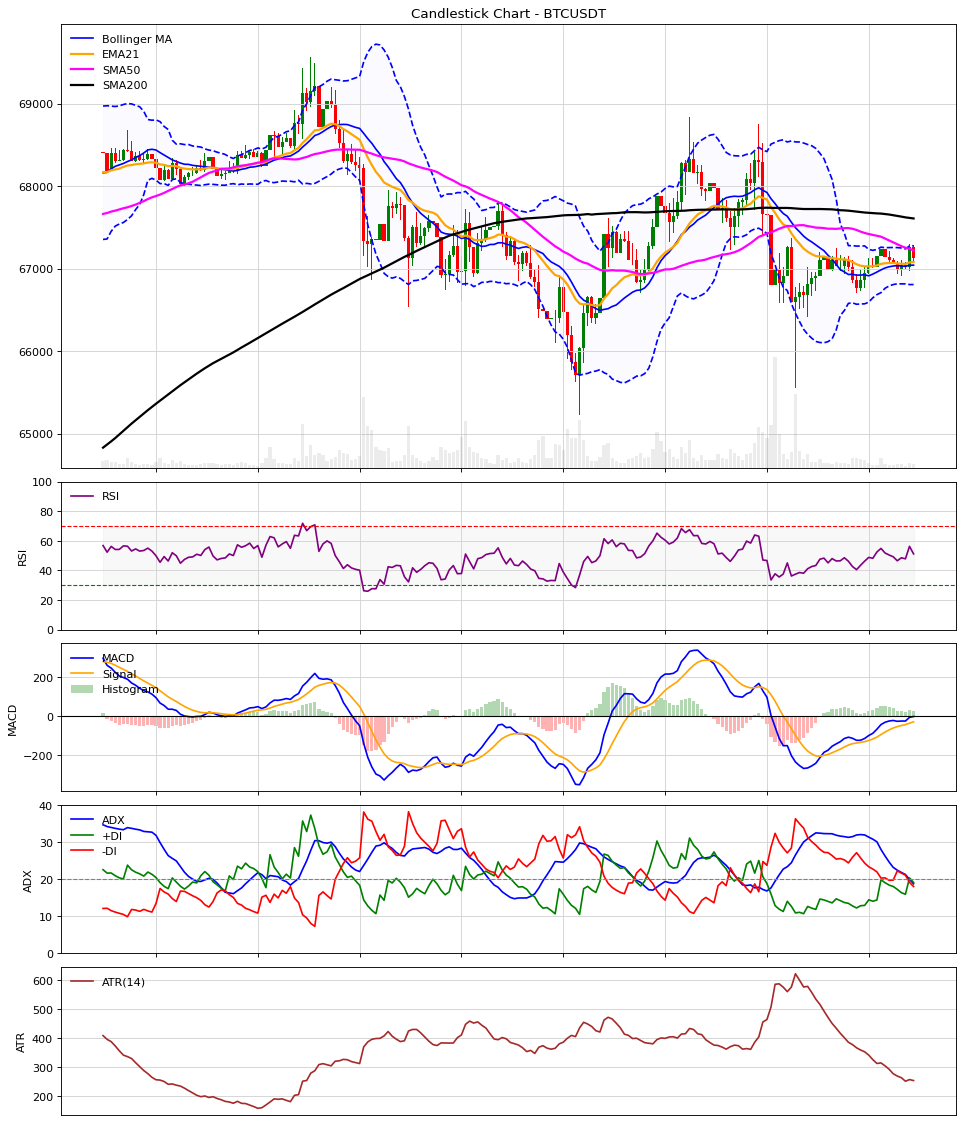 Candlestick Chart - BTCUSDT
Bollinger MA
EMA21
SMA50
SMA200
69000
68000
67000
66000
65000
100
80
60
40
20
0
RSI
RSI
MACD
Signal
Histogram
200
0
−200
MACD
ADX
+DI
-DI
40
30
20
10
0
ADX
ATR(14)
600
500
400
300
200
ATR